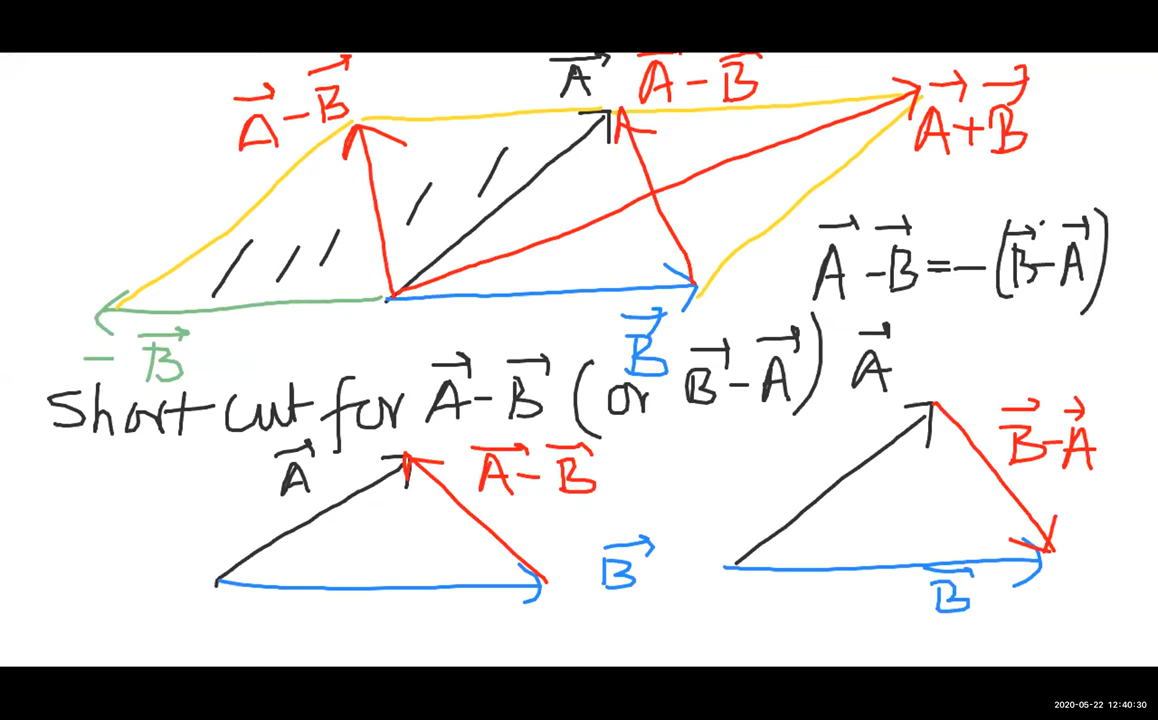 A⃗ - B⃗
A⃗
A⃗ - B⃗
A⃗ + B⃗
A⃗ - B⃗ = - (B⃗ - A⃗)
- B⃗
B⃗
Short cut for A⃗ - B⃗ (or B⃗ - A⃗)
A⃗
A⃗
A⃗ - B⃗
B⃗ - A⃗
B⃗
B⃗
2020-05-22 12:40:30